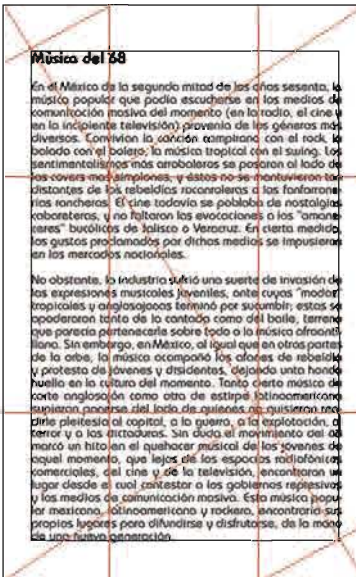 Música del 68
En el México de la segunda mitad de los años sesenta, la
música popular que podía escucharse en los medios de
comunicación masiva del momento (en la radio, el cine y
en la incipiente televisión) provenía de los géneros más
diversos. Convivían la canción campirana con el rock, la
balada con el bolero, la música tropical con el swing. Los
sentimentalismos más arrabaleros se pasaron al lado de
los covers más simplones, y éstos no se mantuvieron tan
distantes de las rebeldías rocanroleras o las fanfarrone-
rías rancheras. El cine todavía se poblaba de nostalgias
cabareteras, y no faltaron las evocaciones a los "amane-
ceres" bucólicos de Jalisco o Veracruz. En cierta medida,
los gustos proclamados por dichos medios se impusieron
en los mercados nacionales.
No obstante, la industria sufrió una suerte de invasión de
las expresiones musicales juveniles, ante cuyas "modas"
tropicales y anglosajonas terminó por sucumbir; estas se
apoderaron tanto de la cantada como del baile, terreno
que parecía pertenecerle sobre todo a la música afroanti-
llana. Sin embargo, en México, al igual que en otras partes
de la orbe, la música acompañó los afanes de rebeldía
y protesta de jóvenes y disidentes, dejando unta honda
huella en la cultura del momento. Tanto cierta música de
corte anglosajón como otra de estirpe latinoamericana
supieron ponerse del lado de quienes no quisieron ren-
dirle pleitesía al capital, a la guerra, a la explotación, al
terror y a las dictaduras. Sin duda el movimiento del 68
marcó un hito en el quehacer musical de los jóvenes de
aquel momento, que lejos de los espacios radiofónicos
comerciales, del cine y de la televisión, encontraron un
lugar desde el cual contestar a los gobiernos represivos
y los medios de comunicación masiva. Esta música popu-
lar mexicana, latinoamericana y rockera, encontraría sus
propios lugares para difundirse y disfrutarse, de la mano
de una nueva generación.